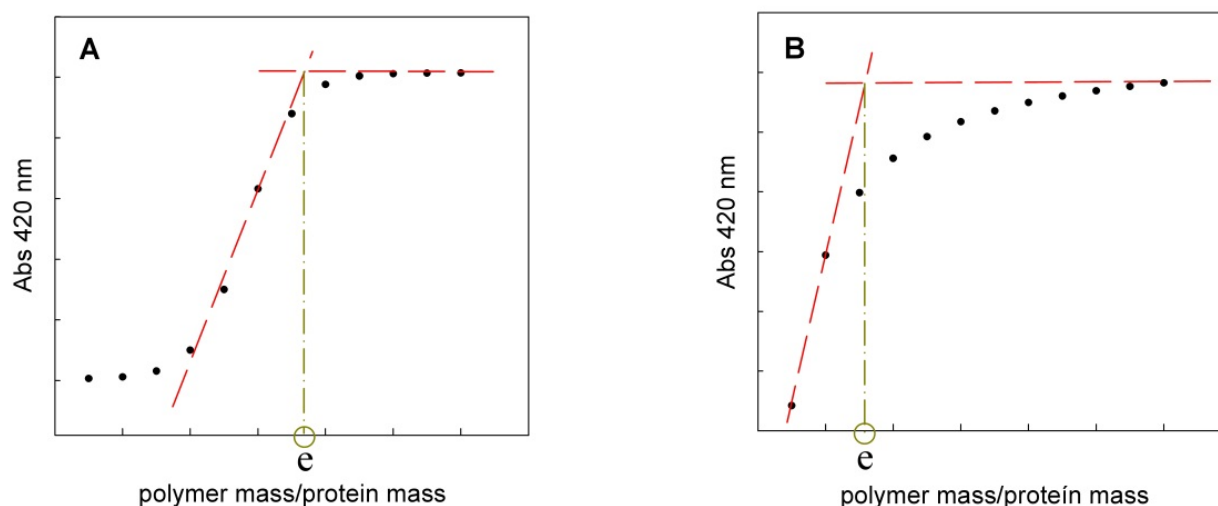 A
Abs 420 nm
e
polymer mass/protein mass
B
Abs 420 nm
e
polymer mass/proteín mass